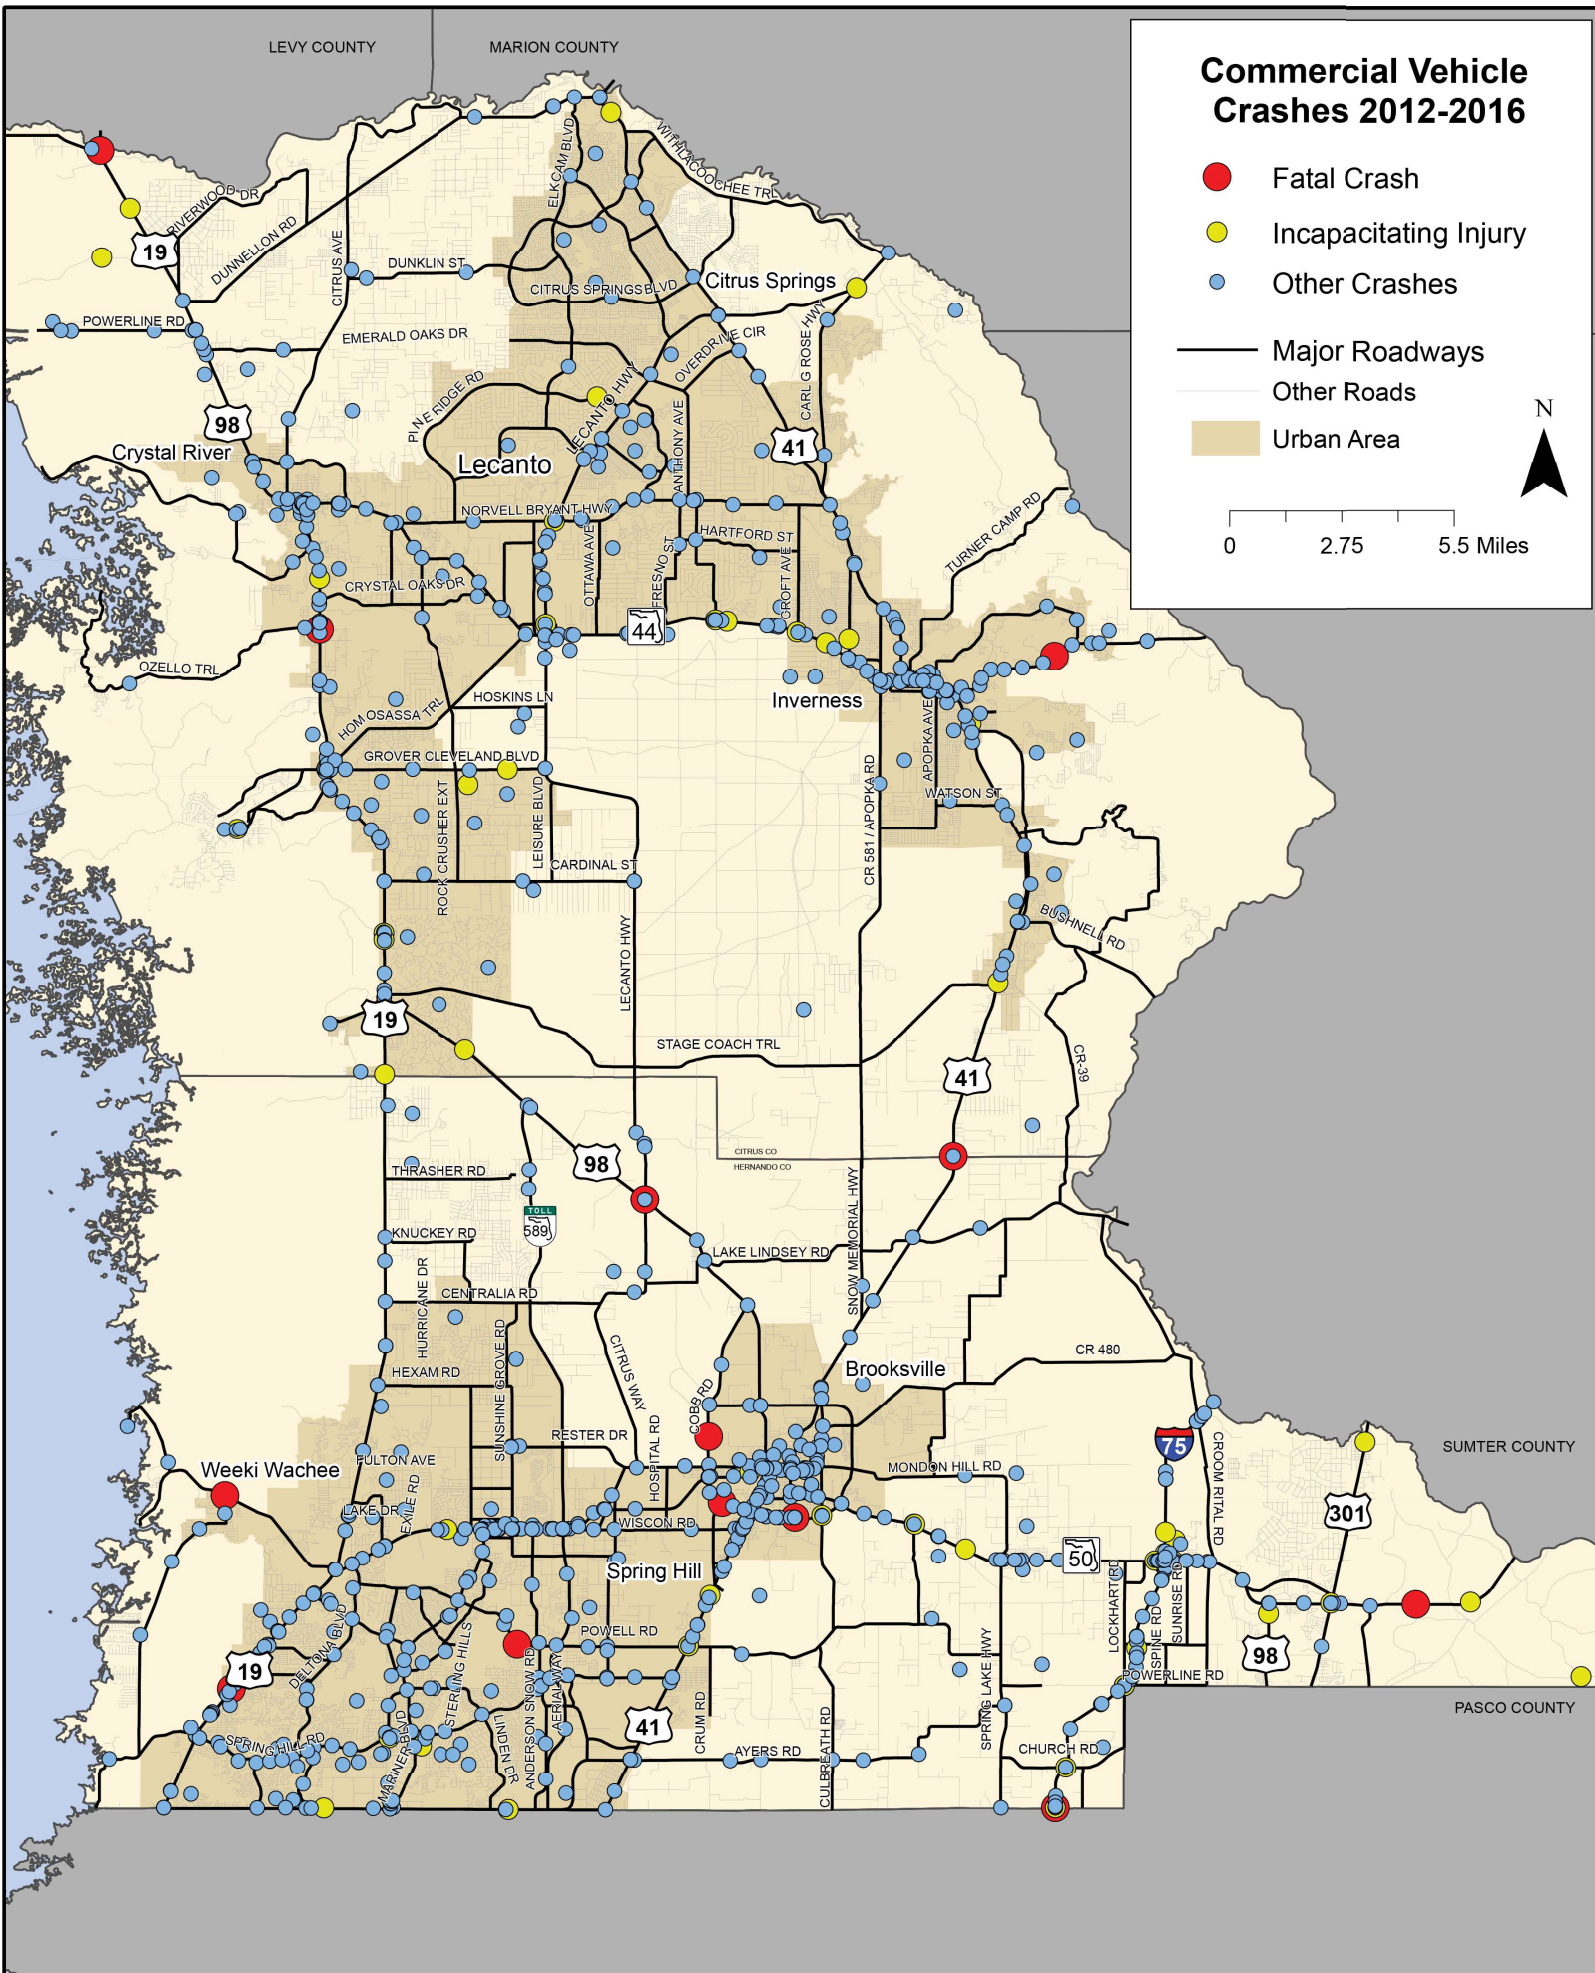 LEVY COUNTY
MARION COUNTY
Commercial Vehicle
Crashes 2012-2016
Fatal Crash
Incapacitating Injury
Other Crashes
Major Roadways
Other Roads
Urban Area
N
0 2.75 5.5 Miles
WITHLACOOCHEE TRL
ELKCAM BLVD
RIVERWOOD DR
DUNNELLON RD
19
CITRUS AVE
DUNKLIN ST
CITRUS SPRINGS BLVD
Citrus Springs
POWERLINE RD
EMERALD OAKS DR
OVERDRIVE CIR
CARL G ROSE HWY
PINE RIDGE RD
LECANTO HWY
98
Crystal River
Lecanto
ANTHONY AVE
41
NORVELL BRYANT HWY
HARTFORD ST
TURNER CAMP RD
OTTAWA AVE
FRESNO ST
CROFT AVE
CRYSTAL OAKS DR
44
OZELLO TRL
HOSKINS LN
Inverness
HOMOSASSA TRL
APOPKA AVE
GROVER CLEVELAND BLVD
CR 581 / APOPKA RD
WATSON ST
ROCK CRUSHER EXT
LEISURE BLVD
CARDINAL ST
BUSHNELL RD
LECANTO HWY
19
STAGE COACH TRL
41
CR-39
CITRUS CO
HERNANDO CO
THRASHER RD
98
TOLL
589
SNOW MEMORIAL HWY
KNUCKEY RD
LAKE LINDSEY RD
HURRICANE DR
CENTRALIA RD
SUNSHINE GROVE RD
CITRUS WAY
CR 480
HEXAM RD
Brooksville
COBB RD
HOSPITAL RD
RESTER DR
75
CROOM RITAL RD
SUMTER COUNTY
FULTON AVE
Weeki Wachee
MONDON HILL RD
LAKE DR
EXILE RD
WISCON RD
301
Spring Hill
50
LOCKHART RD
SUNRISE RD
SPINE RD
DELTONA BLVD
STERLING HILLS
POWELL RD
ANDERSON SNOW RD
AERIAL WAY
SPRING LAKE HWY
98
19
POWERLINE RD
PASCO COUNTY
LINDEN DR
41
CRUM RD
CULBREATH RD
SPRING HILL RD
MARINER BLVD
AYERS RD
CHURCH RD